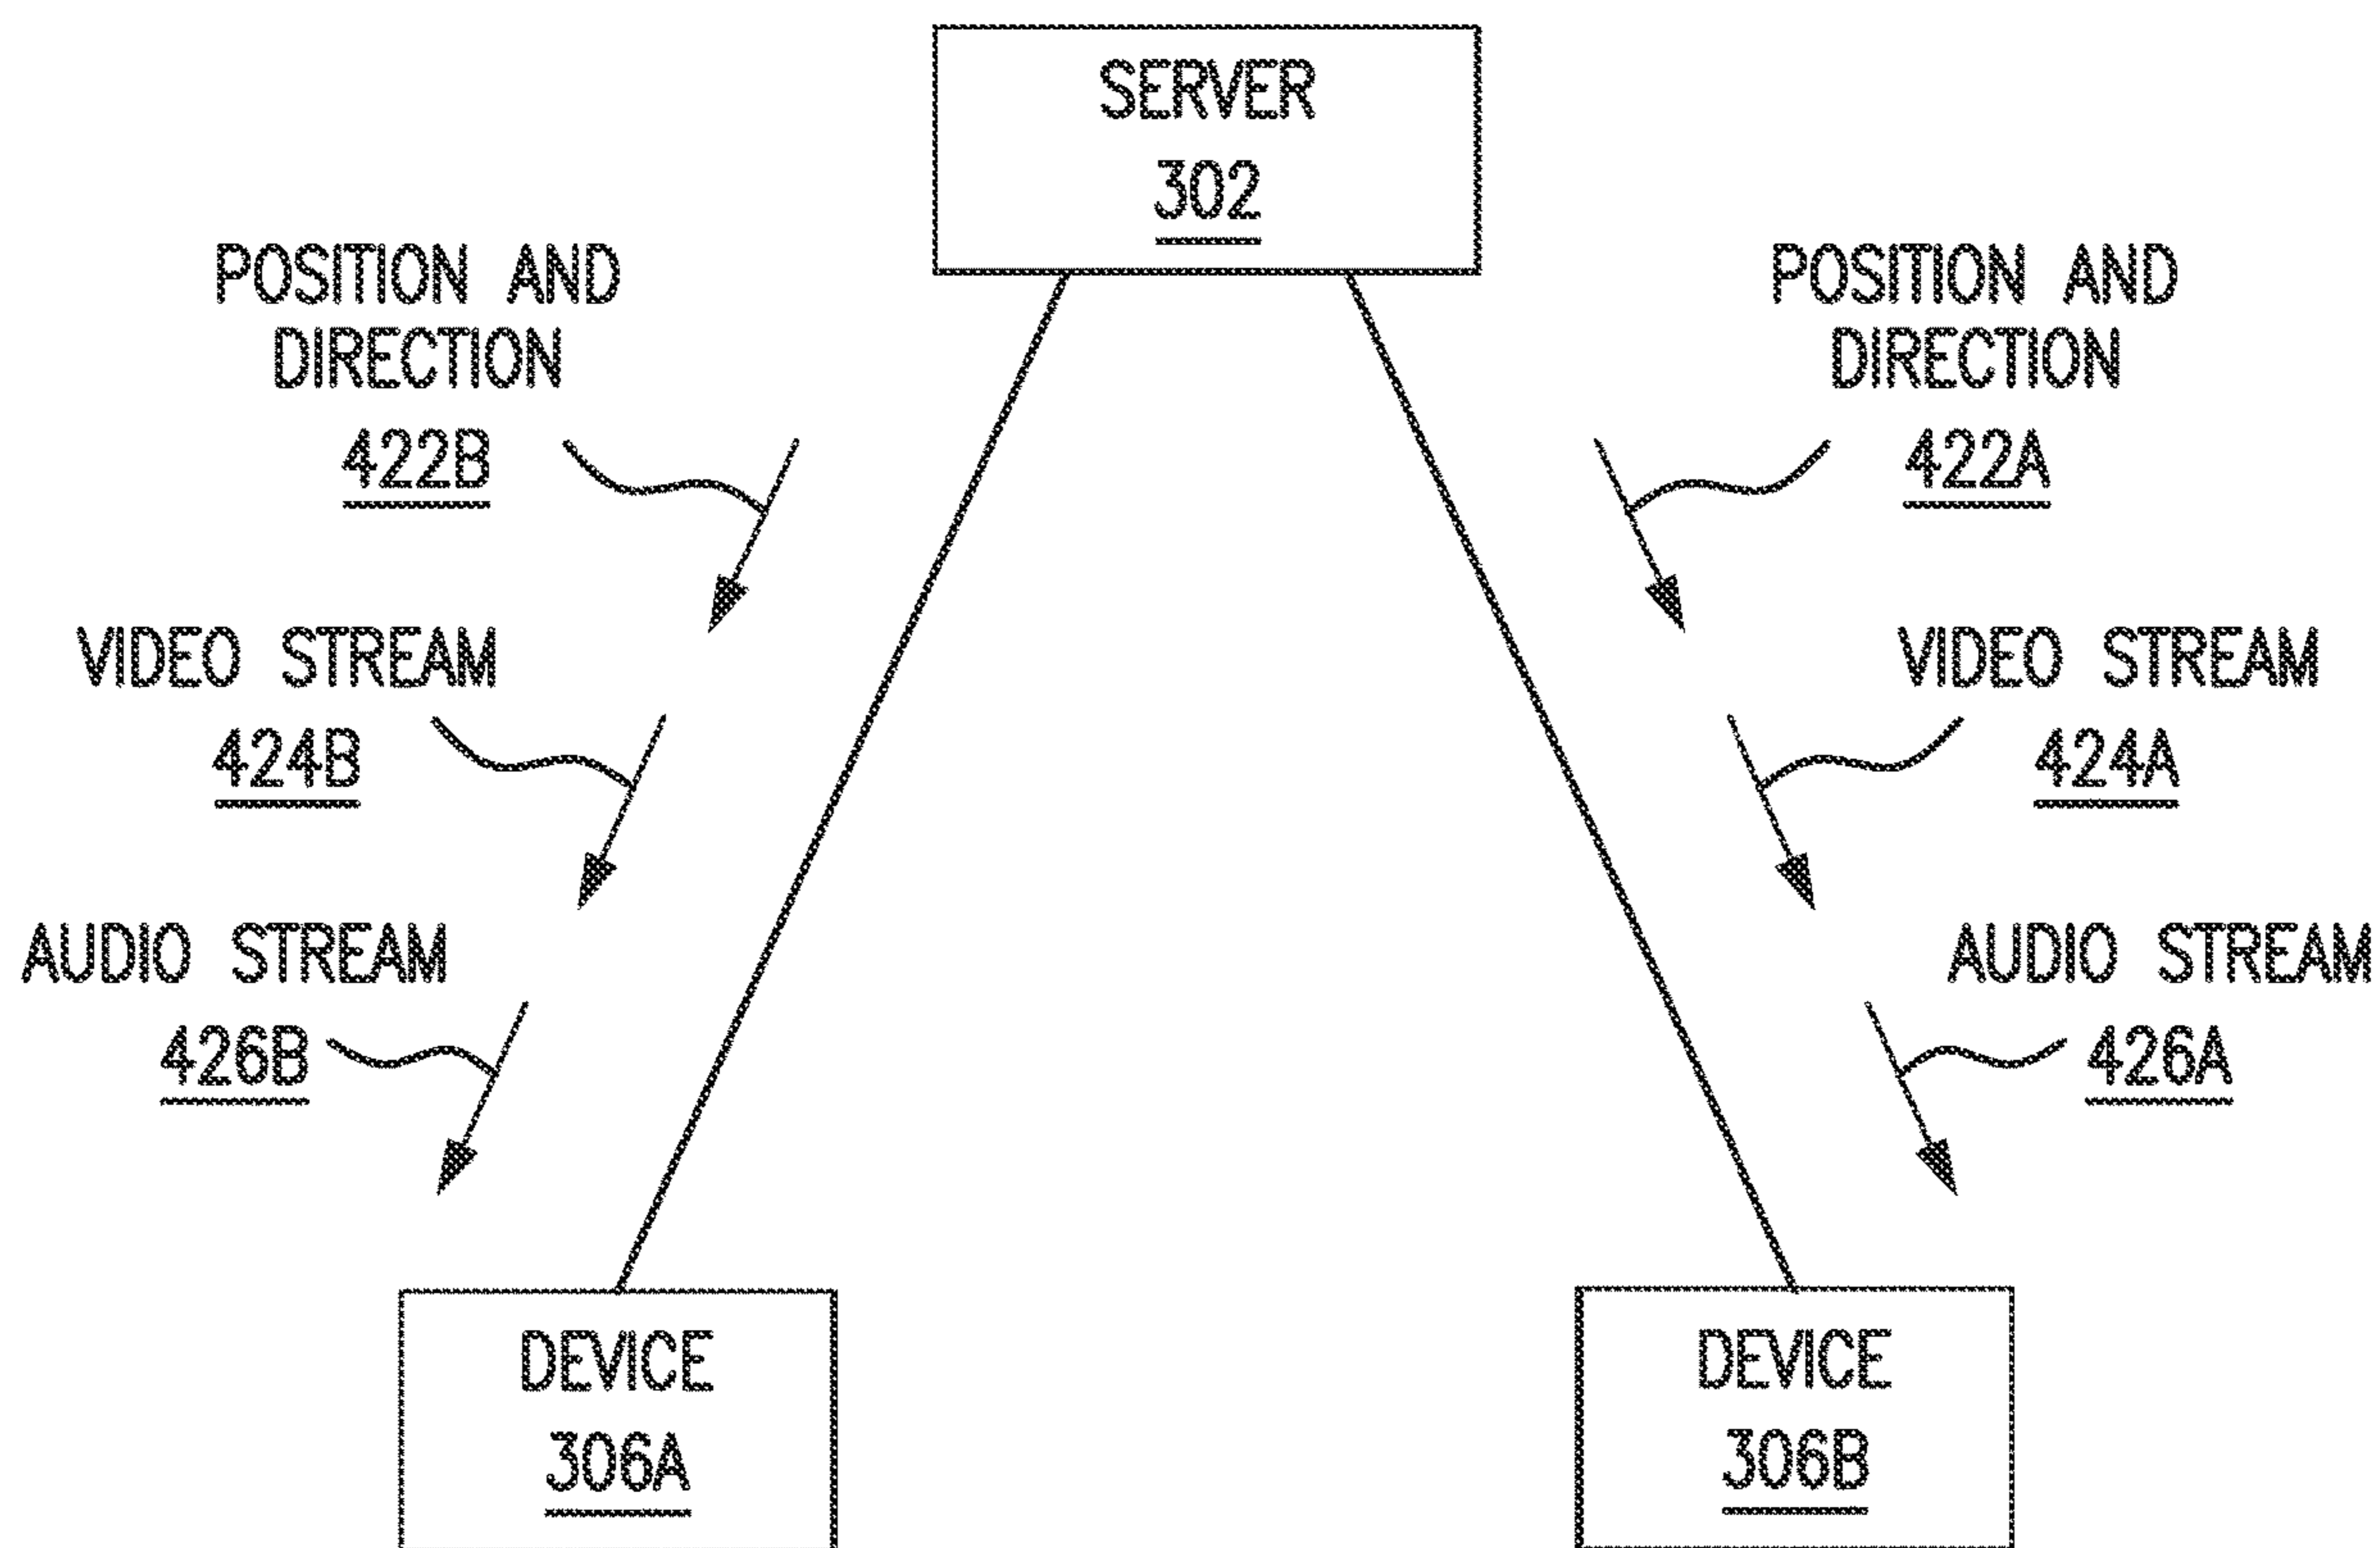 SERVER
302
POSITION AND
DIRECTION
422B
POSITION AND
DIRECTION
422A
VIDEO STREAM
424B
VIDEO STREAM
424A
AUDIO STREAM
426B
AUDIO STREAM
426A
DEVICE
306A
DEVICE
306B